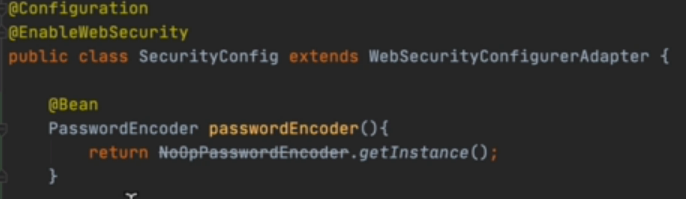 @Configuration
@EnableWebSecurity
public class SecurityConfig extends WebSecurityConfigurerAdapter {
@Bean
PasswordEncoder passwordEncoder(){
return NoOpPasswordEncoder.getInstance();
}